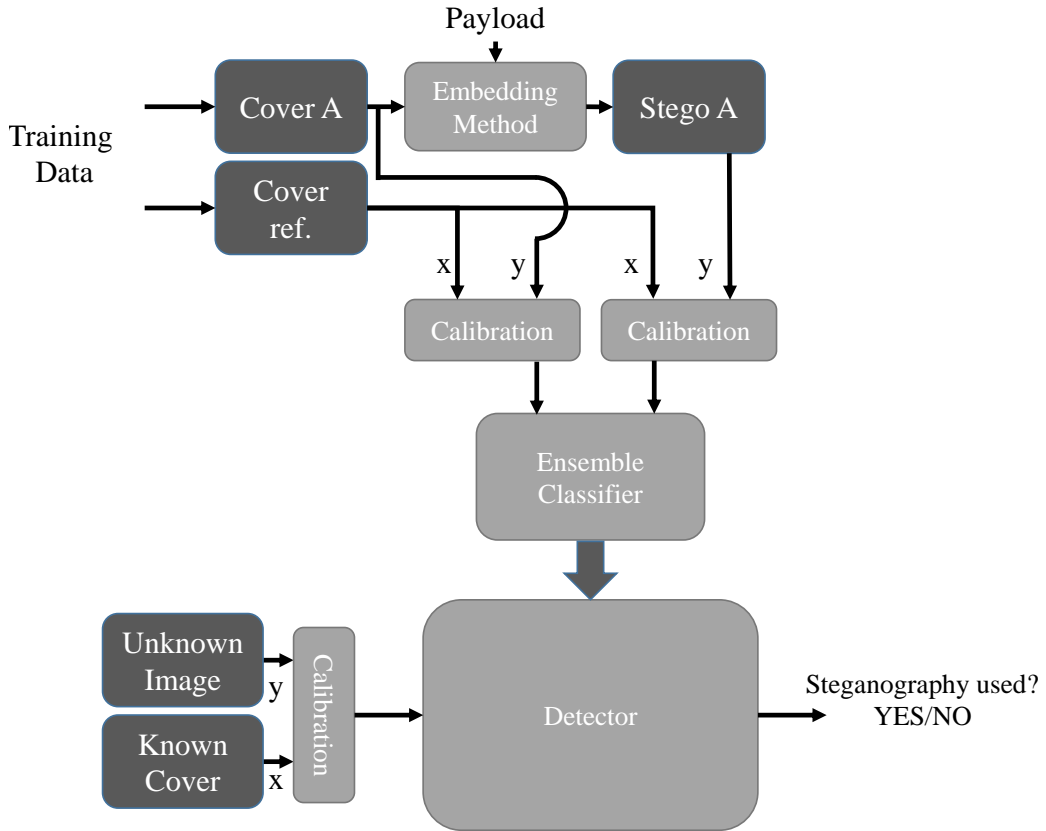 Payload
Training
Data
Cover A
Embedding
Method
Stego A
Cover
ref.
x
y
x
y
Calibration
Calibration
Ensemble
Classifier
Unknown
Image
y
Calibration
Known
Cover
x
Detector
Steganography used?
YES/NO